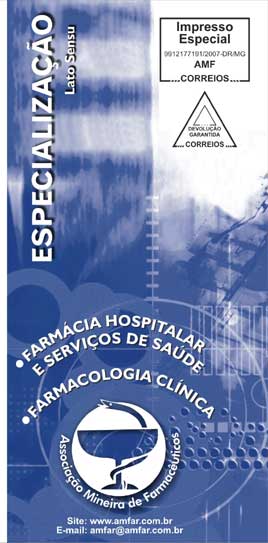 ESPECIALIZAÇÃO
Lato Sensu
Impresso
Especial
9912177191/2007-DR/MG
AMF
...CORREIOS...
DEVOLUÇÃO
GARANTIDA
CORREIOS
•FARMÁCIA HOSPITALAR
E SERVIÇOS DE SAÚDE
•FARMACOLOGIA CLÍNICA
Associação Mineira de Farmacêuticos
Site: www.amfar.com.br
E-mail: amfar@amfar.com.br